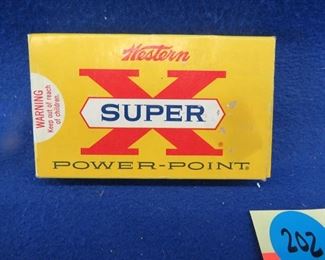 Western
X
SUPER
®
POWER-POINT®
WARNING
Keep out of reach
of children.
202